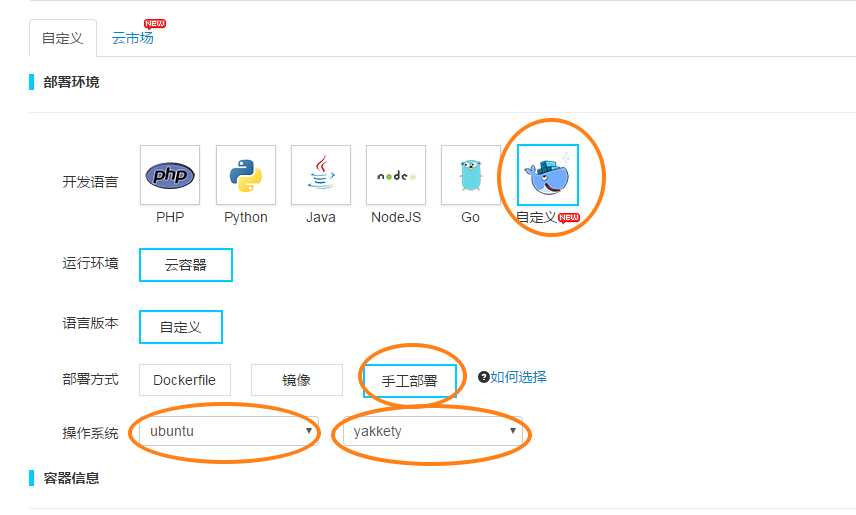 NEW
自定义 云市场
部署环境
开发语言
php
node
PHP Python Java NodeJS Go 自定义 NEW
运行环境 云容器
语言版本 自定义
部署方式 Dockerfile 镜像 手工部署 ?如何选择
操作系统 ubuntu yakkety
容器信息